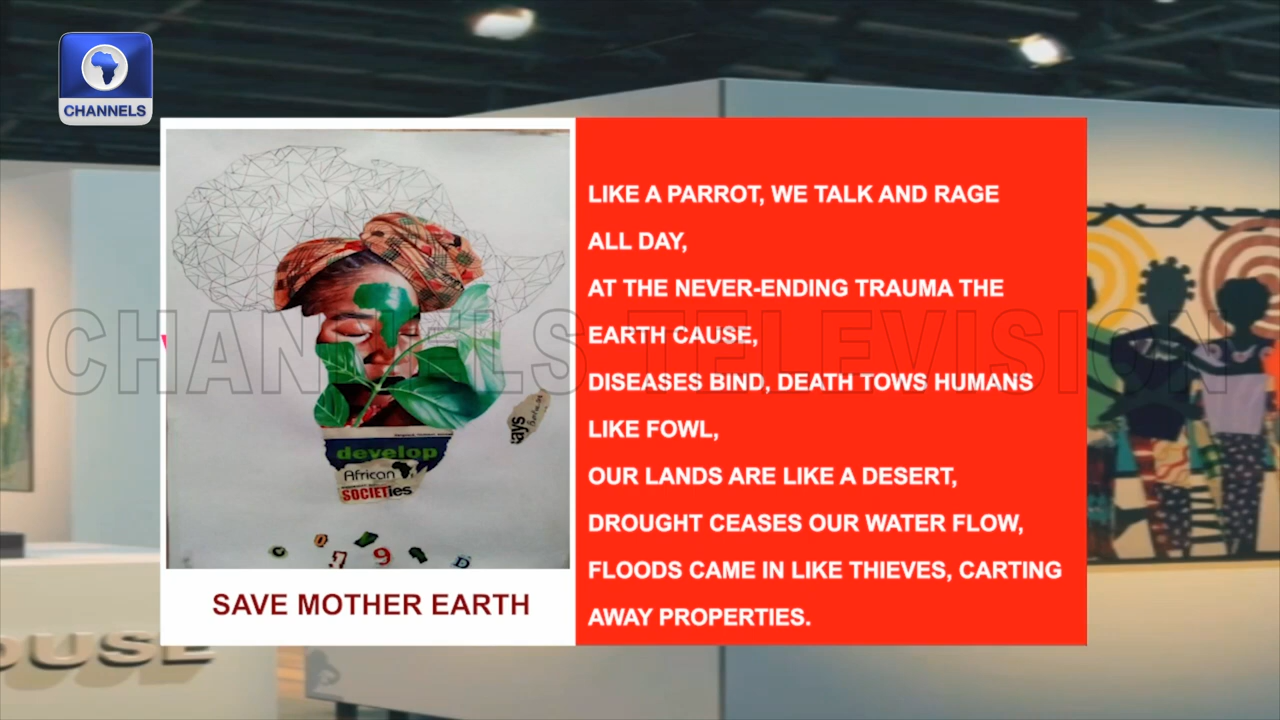 CHANNELS
LIKE A PARROT, WE TALK AND RAGE
ALL DAY,
AT THE NEVER-ENDING TRAUMA THE
EARTH CAUSE,
DISEASES BIND, DEATH TOWS HUMANS
LIKE FOWL,
OUR LANDS ARE LIKE A DESERT,
DROUGHT CEASES OUR WATER FLOW,
FLOODS CAME IN LIKE THIEVES, CARTING
AWAY PROPERTIES.
CHANNELS TELEVISION
develop
African
SOCIETies
ays
9
SAVE MOTHER EARTH